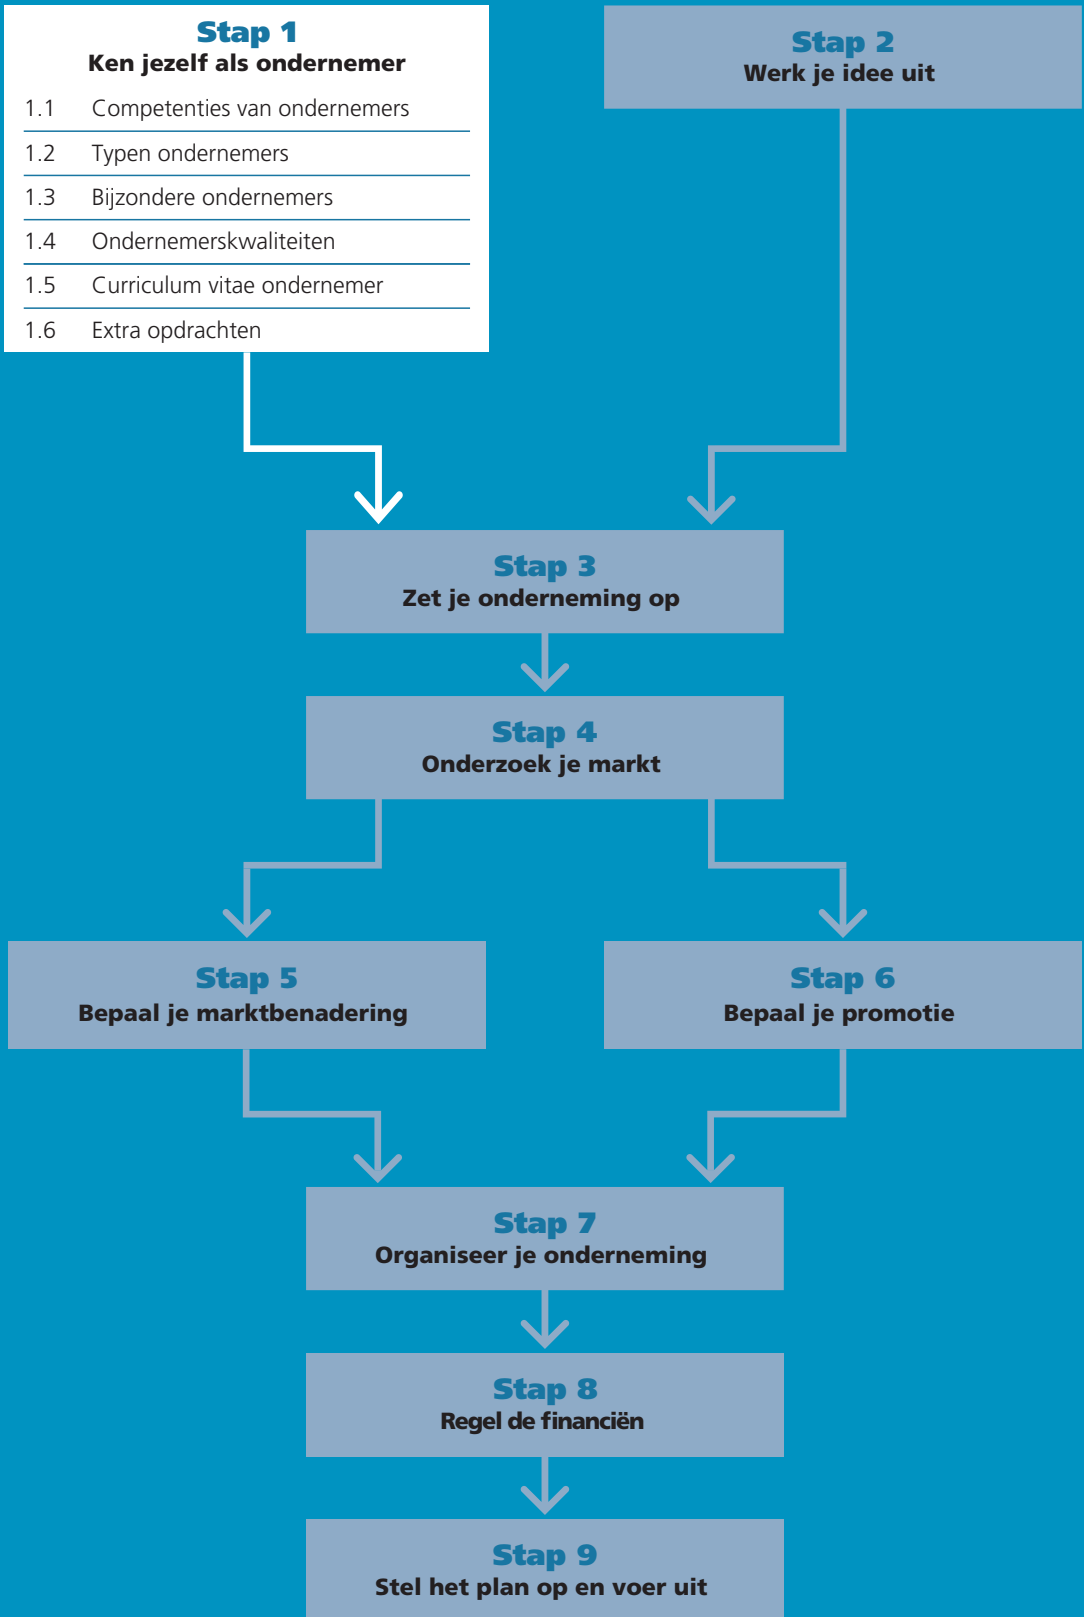 Stap 1
Ken jezelf als ondernemer
1.1 Competenties van ondernemers
1.2 Typen ondernemers
1.3 Bijzondere ondernemers
1.4 Ondernemerskwaliteiten
1.5 Curriculum vitae ondernemer
1.6 Extra opdrachten
Stap 2
Werk je idee uit
Stap 3
Zet je onderneming op
Stap 4
Onderzoek je markt
Stap 5
Bepaal je marktbenadering
Stap 6
Bepaal je promotie
Stap 7
Organiseer je onderneming
Stap 8
Regel de financiën
Stap 9
Stel het plan op en voer uit